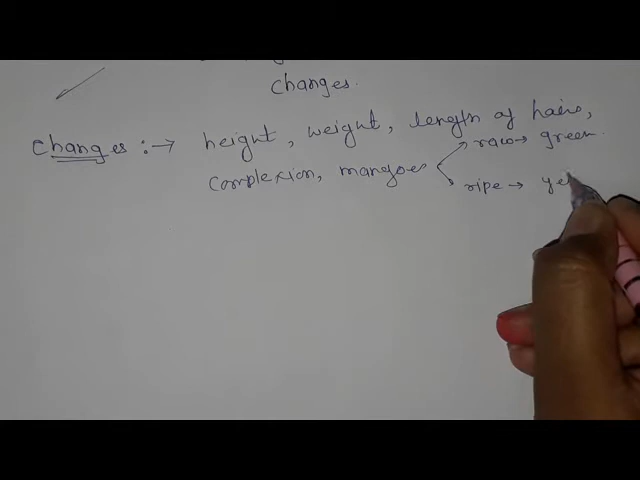 changes.
Changes :→ height, weight, length of hairs,
complexion, mangoes raw → green.
ripe → ye